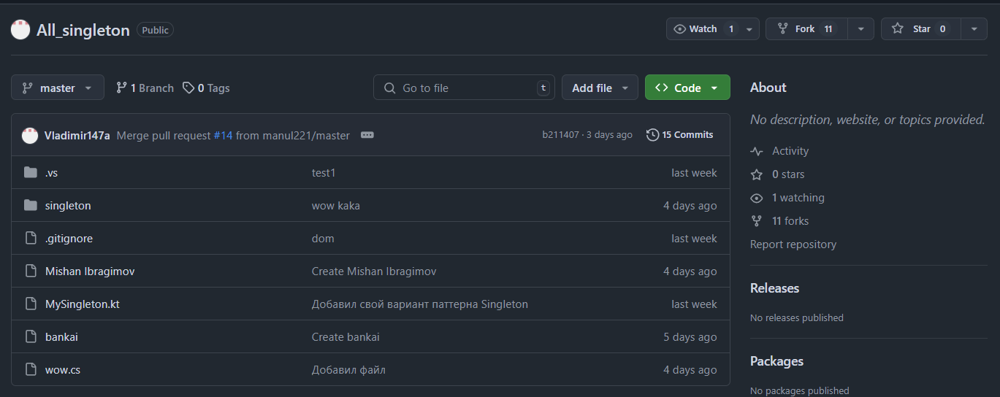 All_singleton Public Watch 1 Fork 11 Star 0
master 1 Branch 0 Tags Go to file t Add file Code
Vladimir147a Merge pull request #14 from manul221/master b211407 · 3 days ago 15 Commits
.vs test1 last week
singleton wow kaka 4 days ago
.gitignore dom last week
Mishan Ibragimov Create Mishan Ibragimov 4 days ago
MySingleton.kt Добавил свой вариант паттерна Singleton last week
bankai Create bankai 5 days ago
wow.cs Добавил файл 4 days ago
About
No description, website, or topics provided.
Activity
0 stars
1 watching
11 forks
Report repository
Releases
No releases published
Packages
No packages published